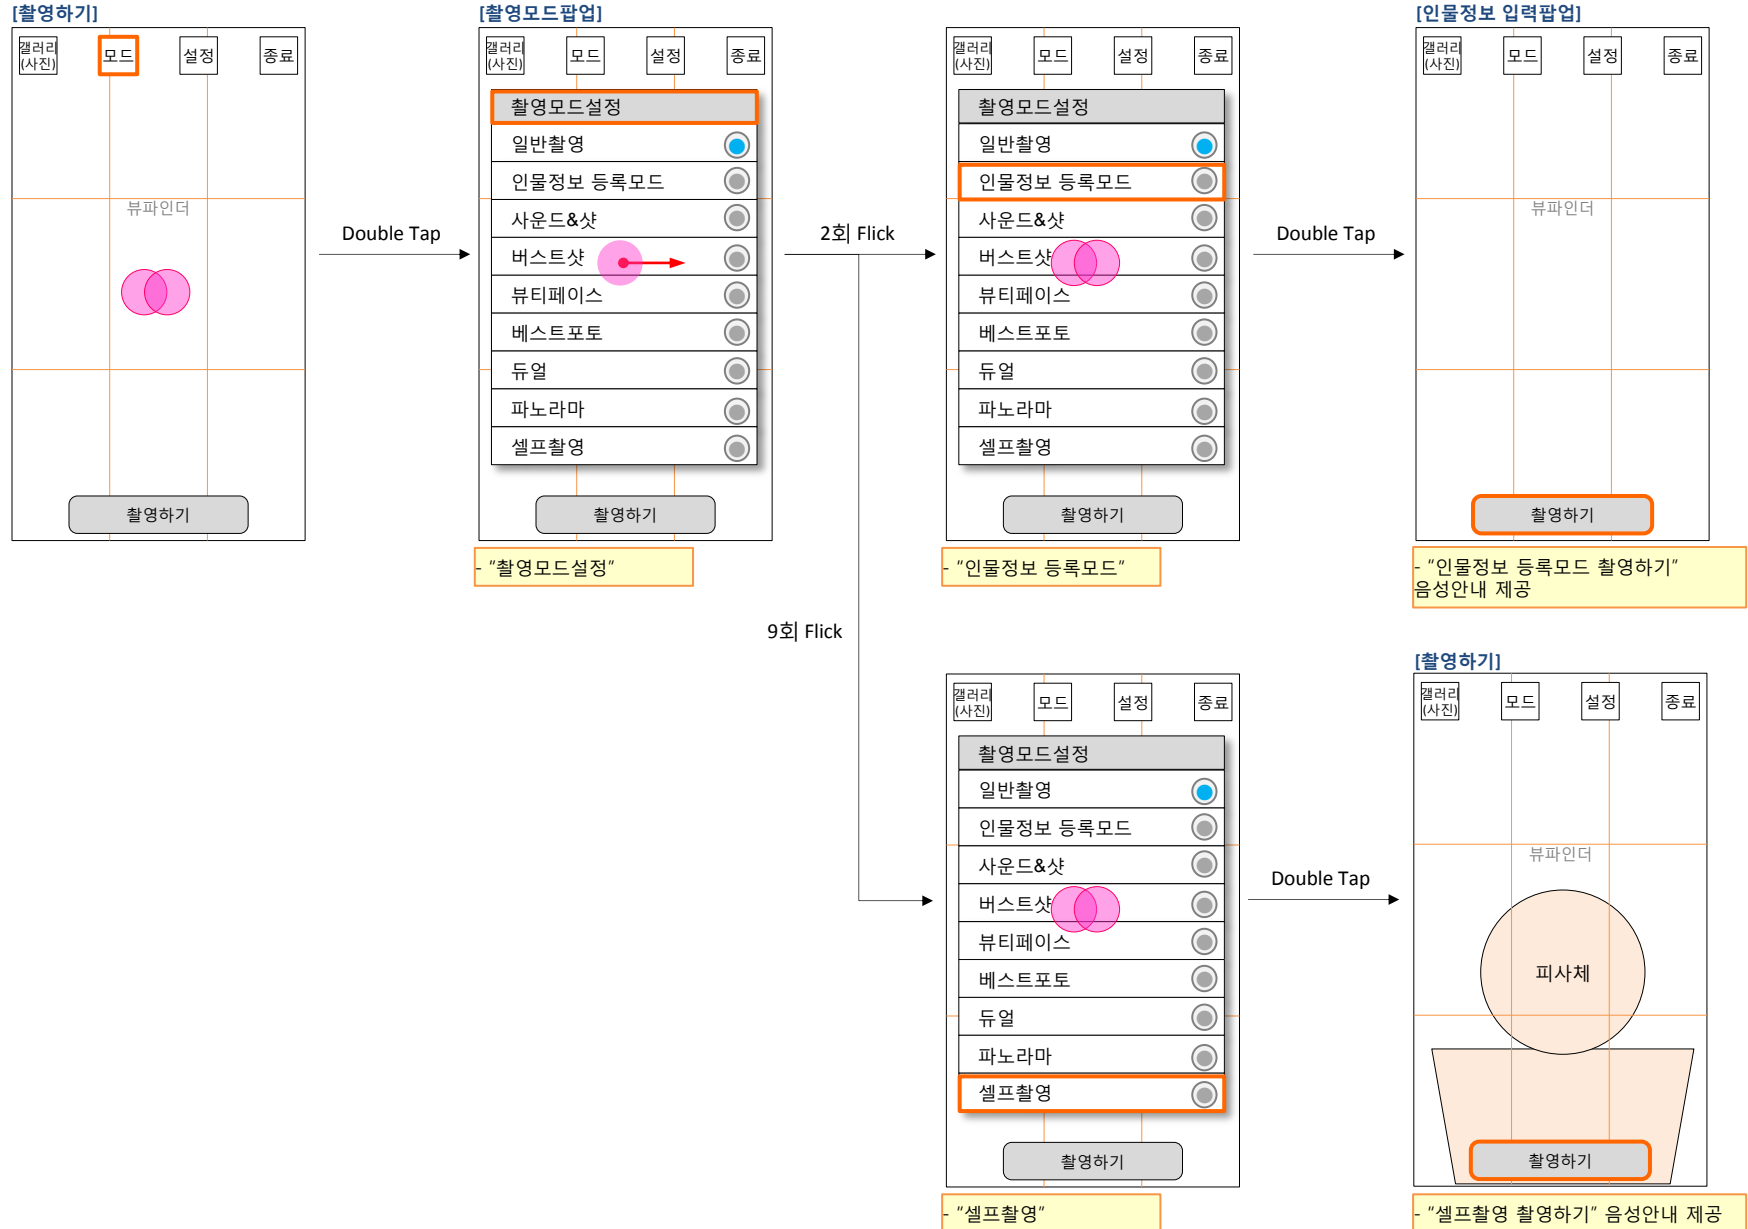 [촬영하기]
갤러리
(사진)
모드
설정
종료
뷰파인더
촬영하기
Double Tap
[촬영모드팝업]
갤러리
(사진)
모드
설정
종료
촬영모드설정
일반촬영
인물정보 등록모드
사운드&샷
버스트샷
뷰티페이스
베스트포토
듀얼
파노라마
셀프촬영
촬영하기
- "촬영모드설정"
2회 Flick
갤러리
(사진)
모드
설정
종료
촬영모드설정
일반촬영
인물정보 등록모드
사운드&샷
버스트샷
뷰티페이스
베스트포토
듀얼
파노라마
셀프촬영
촬영하기
- "인물정보 등록모드"
Double Tap
[인물정보 입력팝업]
갤러리
(사진)
모드
설정
종료
뷰파인더
촬영하기
- "인물정보 등록모드 촬영하기"
음성안내 제공
9회 Flick
갤러리
(사진)
모드
설정
종료
촬영모드설정
일반촬영
인물정보 등록모드
사운드&샷
버스트샷
뷰티페이스
베스트포토
듀얼
파노라마
셀프촬영
촬영하기
- "셀프촬영"
Double Tap
[촬영하기]
갤러리
(사진)
모드
설정
종료
뷰파인더
피사체
촬영하기
- "셀프촬영 촬영하기" 음성안내 제공